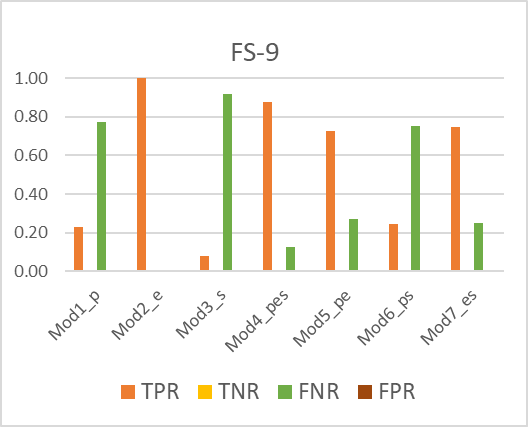 FS-9
1.00
0.80
0.60
0.40
0.20
0.00
Mod1_p
Mod2_e
Mod3_s
Mod4_pes
Mod5_pe
Mod6_ps
Mod7_es
TPR TNR FNR FPR